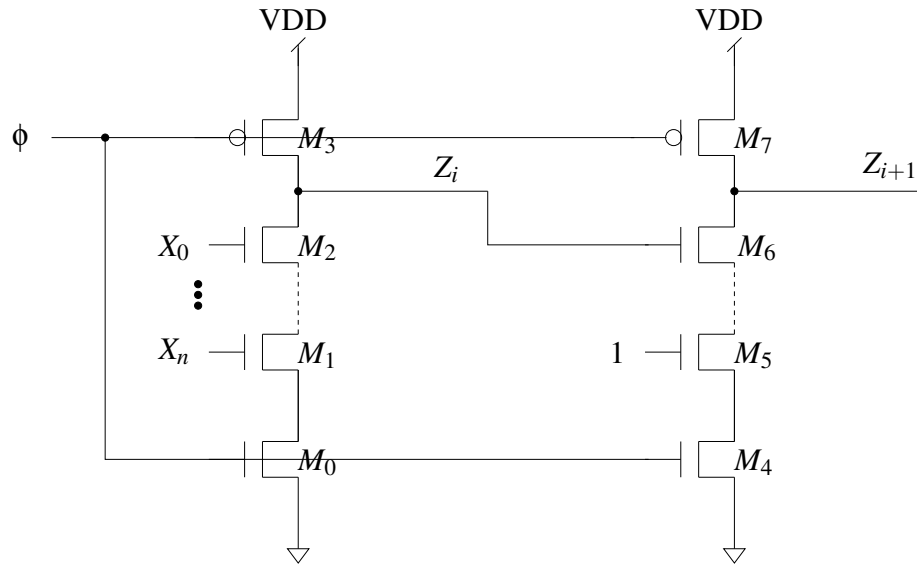 VDD VDD
ϕ M₃ M₇
Zᵢ Zᵢ₊₁
X₀ M₂ M₆
Xₙ M₁ 1 M₅
M₀ M₄